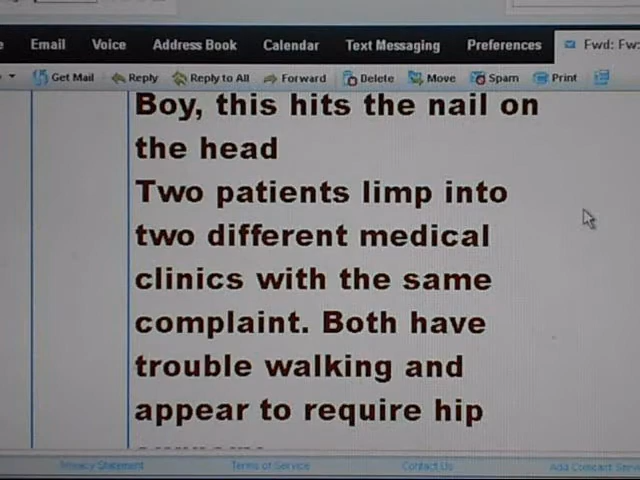 Email Voice Address Book Calendar Text Messaging Preferences Fwd: Fw:
Get Mail Reply Reply to All Forward Delete Move Spam Print
Boy, this hits the nail on
the head
Two patients limp into
two different medical
clinics with the same
complaint. Both have
trouble walking and
appear to require hip
Privacy Statement Terms of Service Contact Us Add Comcast Serv